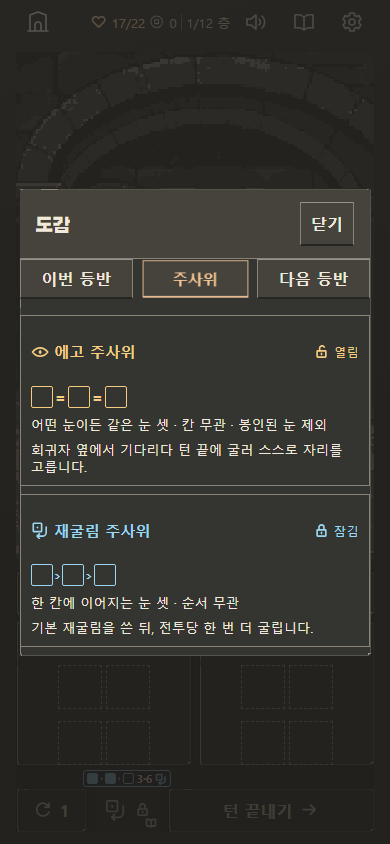 17/22 0 1/12 층
도감
닫기
이번 등반
주사위
다음 등반
에고 주사위
열림
= =
어떤 눈이든 같은 눈 셋 · 칸 무관 · 봉인된 눈 제외
회귀자 옆에서 기다리다 턴 끝에 굴러 스스로 자리를
고릅니다.
재굴림 주사위
잠김
> >
한 칸에 이어지는 눈 셋 · 순서 무관
기본 재굴림을 쓴 뒤, 전투당 한 번 더 굴립니다.
3-6
1
턴 끝내기 →